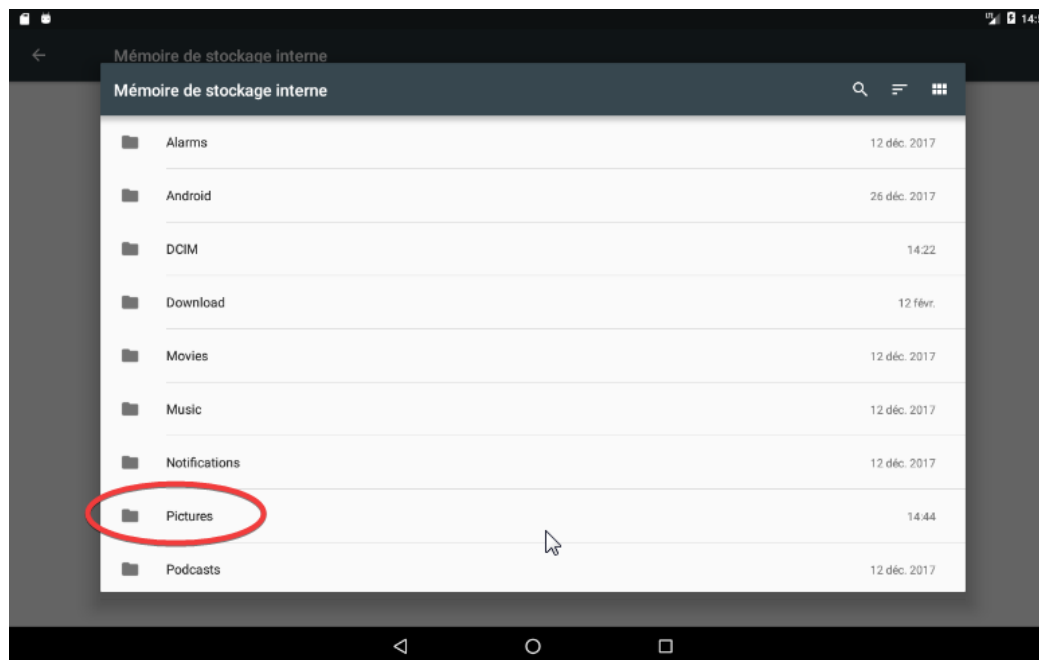 14:5
Mémoire de stockage interne
Mémoire de stockage interne
Alarms 12 déc. 2017
Android 26 déc. 2017
DCIM 14:22
Download 12 févr.
Movies 12 déc. 2017
Music 12 déc. 2017
Notifications 12 déc. 2017
Pictures 14:44
Podcasts 12 déc. 2017